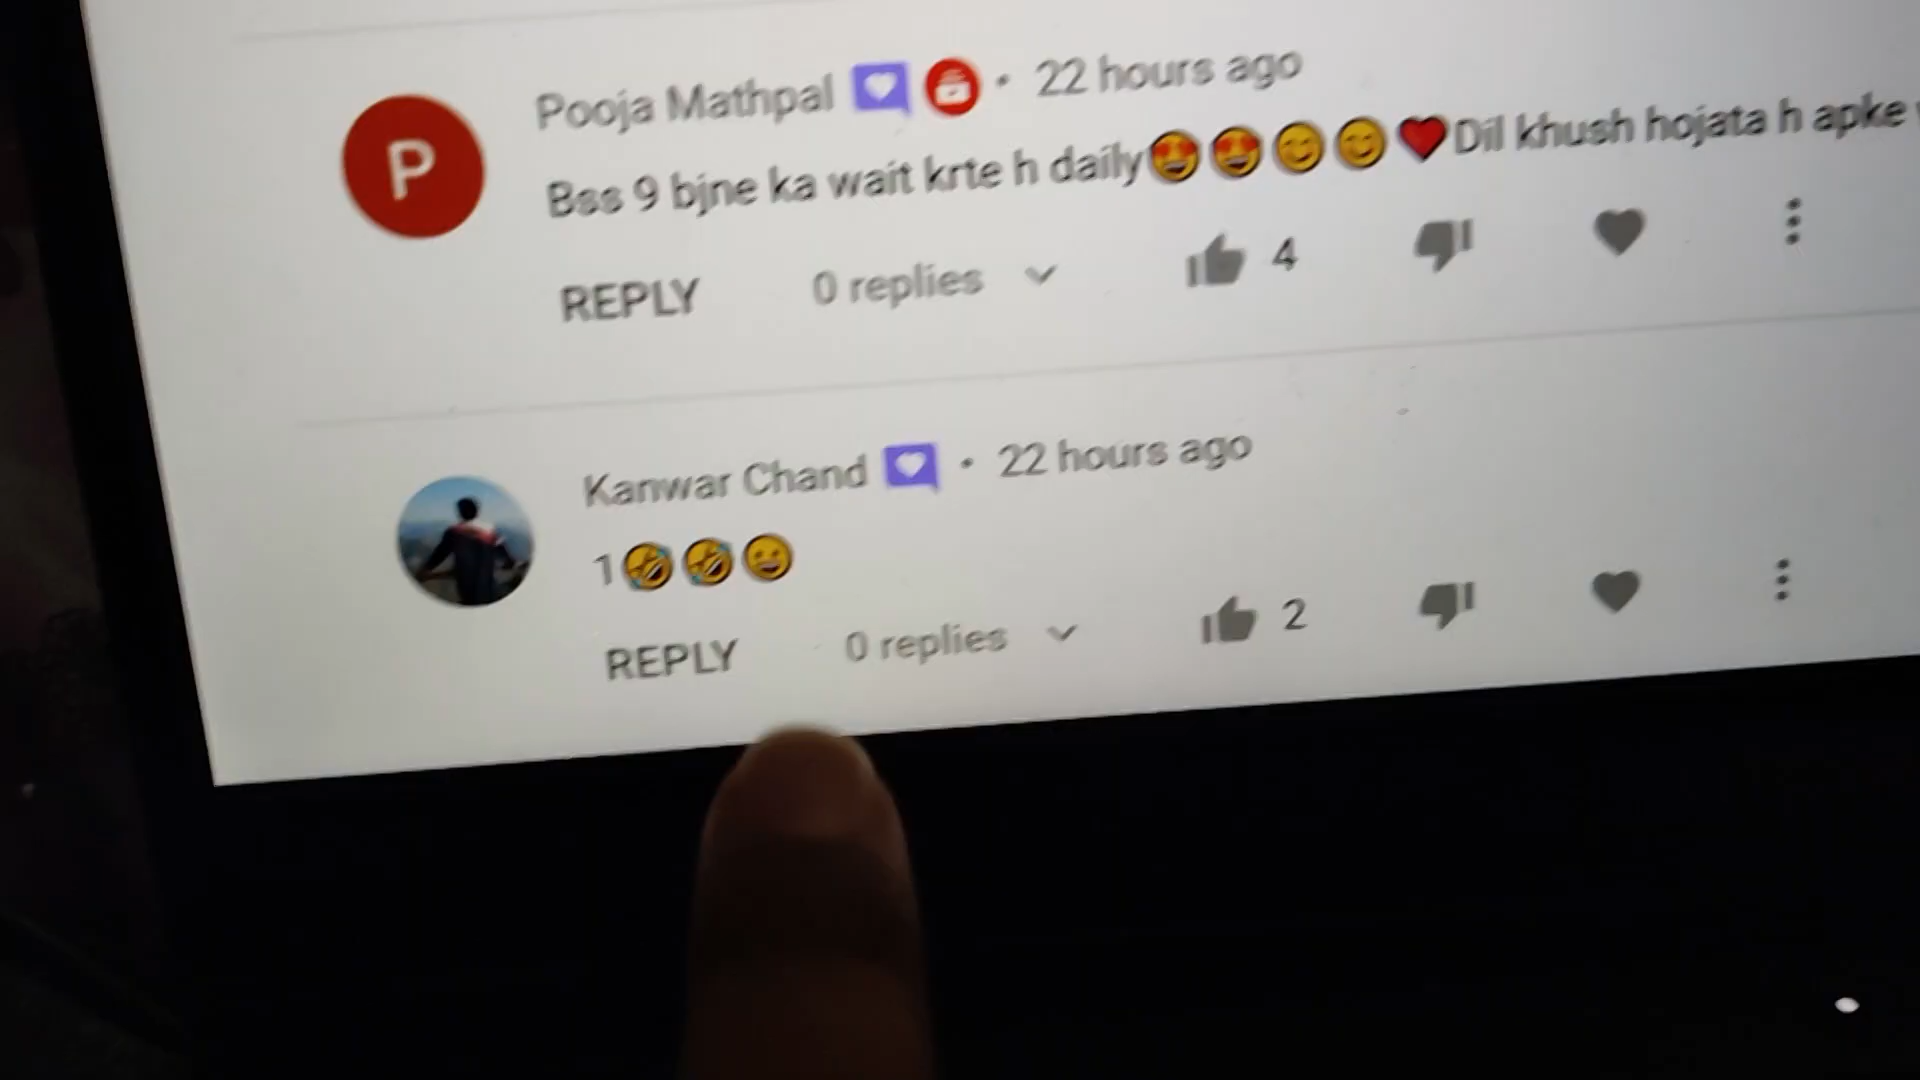 P
Pooja Mathpal • 22 hours ago
Bss 9 bjne ka wait krte h daily😍😍😊😊❤️Dil khush hojata h apke
REPLY 0 replies 4
Kanwar Chand • 22 hours ago
1🤣🤣😀
REPLY 0 replies 2